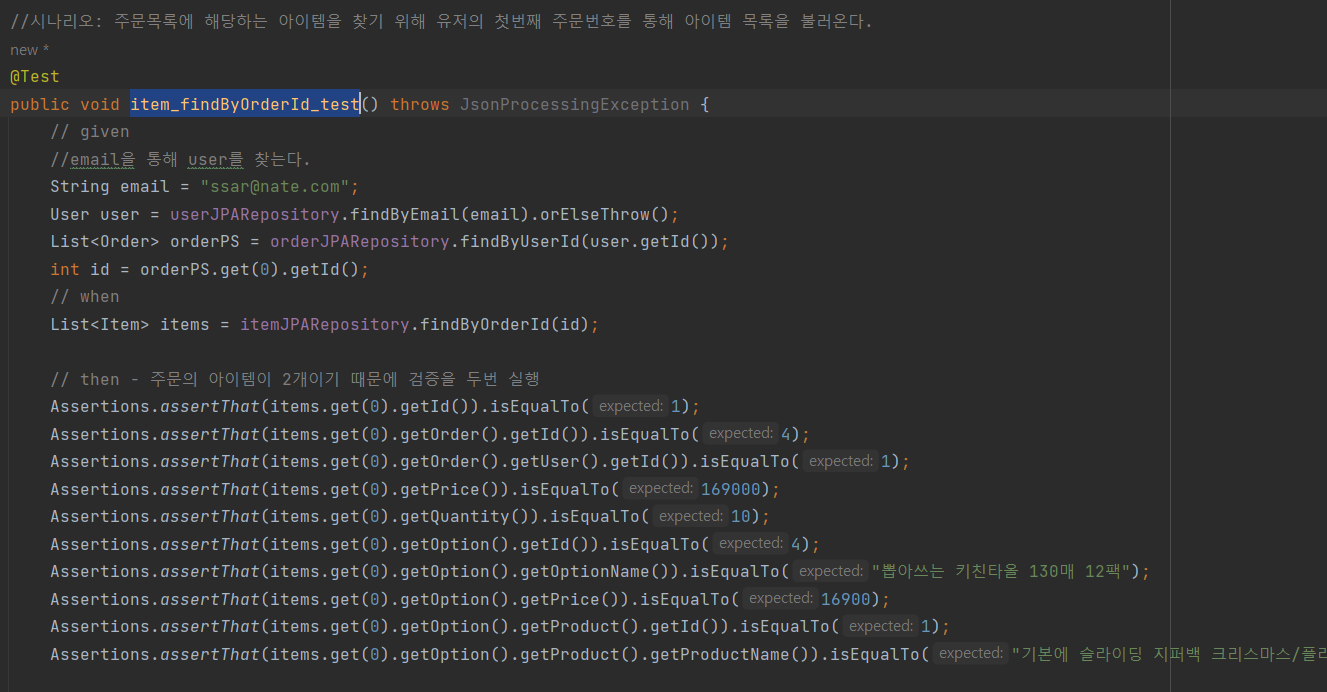 //시나리오: 주문목록에 해당하는 아이템을 찾기 위해 유저의 첫번째 주문번호를 통해 아이템 목록을 불러온다.
new *
@Test
public void item_findByOrderId_test() throws JsonProcessingException {
// given
//email을 통해 user를 찾는다.
String email = "ssar@nate.com";
User user = userJPARepository.findByEmail(email).orElseThrow();
List<Order> orderPS = orderJPARepository.findByUserId(user.getId());
int id = orderPS.get(0).getId();
// when
List<Item> items = itemJPARepository.findByOrderId(id);
// then - 주문의 아이템이 2개이기 때문에 검증을 두번 실행
Assertions.assertThat(items.get(0).getId()).isEqualTo( expected: 1);
Assertions.assertThat(items.get(0).getOrder().getId()).isEqualTo( expected: 4);
Assertions.assertThat(items.get(0).getOrder().getUser().getId()).isEqualTo( expected: 1);
Assertions.assertThat(items.get(0).getPrice()).isEqualTo( expected: 169000);
Assertions.assertThat(items.get(0).getQuantity()).isEqualTo( expected: 10);
Assertions.assertThat(items.get(0).getOption().getId()).isEqualTo( expected: 4);
Assertions.assertThat(items.get(0).getOption().getOptionName()).isEqualTo( expected: "뽑아쓰는 키친타올 130매 12팩");
Assertions.assertThat(items.get(0).getOption().getPrice()).isEqualTo( expected: 16900);
Assertions.assertThat(items.get(0).getOption().getProduct().getId()).isEqualTo( expected: 1);
Assertions.assertThat(items.get(0).getOption().getProduct().getProductName()).isEqualTo( expected: "기본에 슬라이딩 지퍼백 크리스마스/플라